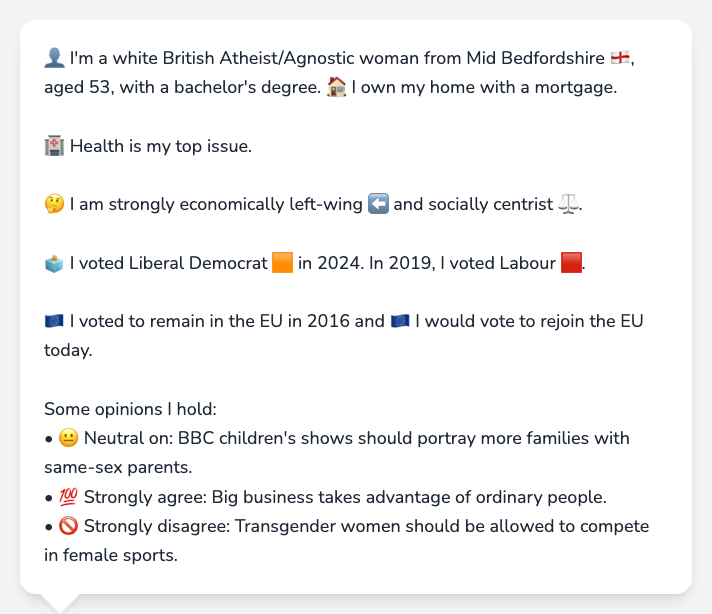 👤 I'm a white British Atheist/Agnostic woman from Mid Bedfordshire 🏴󠁧󠁢󠁥󠁮󠁧󠁿,
aged 53, with a bachelor's degree. 🏠 I own my home with a mortgage.
🏥 Health is my top issue.
🤔 I am strongly economically left-wing ⬅️ and socially centrist ⚖️.
🗳️ I voted Liberal Democrat 🟧 in 2024. In 2019, I voted Labour 🟥.
🇪🇺 I voted to remain in the EU in 2016 and 🇪🇺 I would vote to rejoin the EU
today.
Some opinions I hold:
• 😐 Neutral on: BBC children's shows should portray more families with
same-sex parents.
• 💯 Strongly agree: Big business takes advantage of ordinary people.
• 🚫 Strongly disagree: Transgender women should be allowed to compete
in female sports.